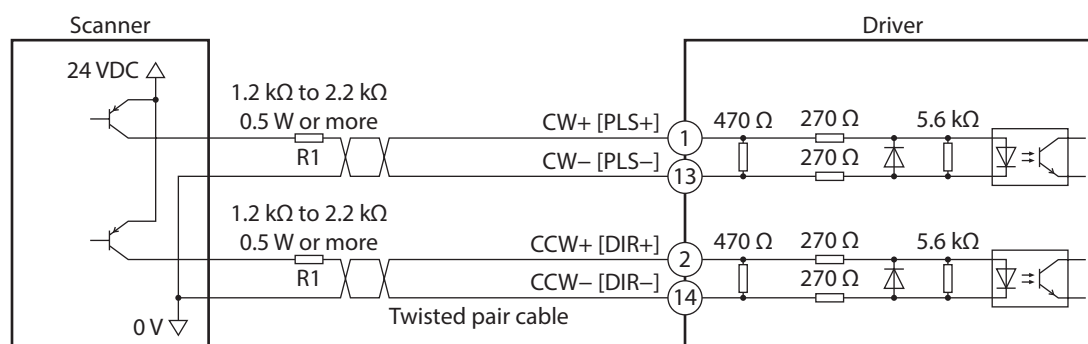 Scanner
Driver
24 VDC
1.2 kΩ to 2.2 kΩ
0.5 W or more
R1
CW+ [PLS+]
CW− [PLS−]
1
13
470 Ω
270 Ω
270 Ω
5.6 kΩ
1.2 kΩ to 2.2 kΩ
0.5 W or more
R1
CCW+ [DIR+]
CCW− [DIR−]
2
14
470 Ω
270 Ω
270 Ω
5.6 kΩ
Twisted pair cable
0 V